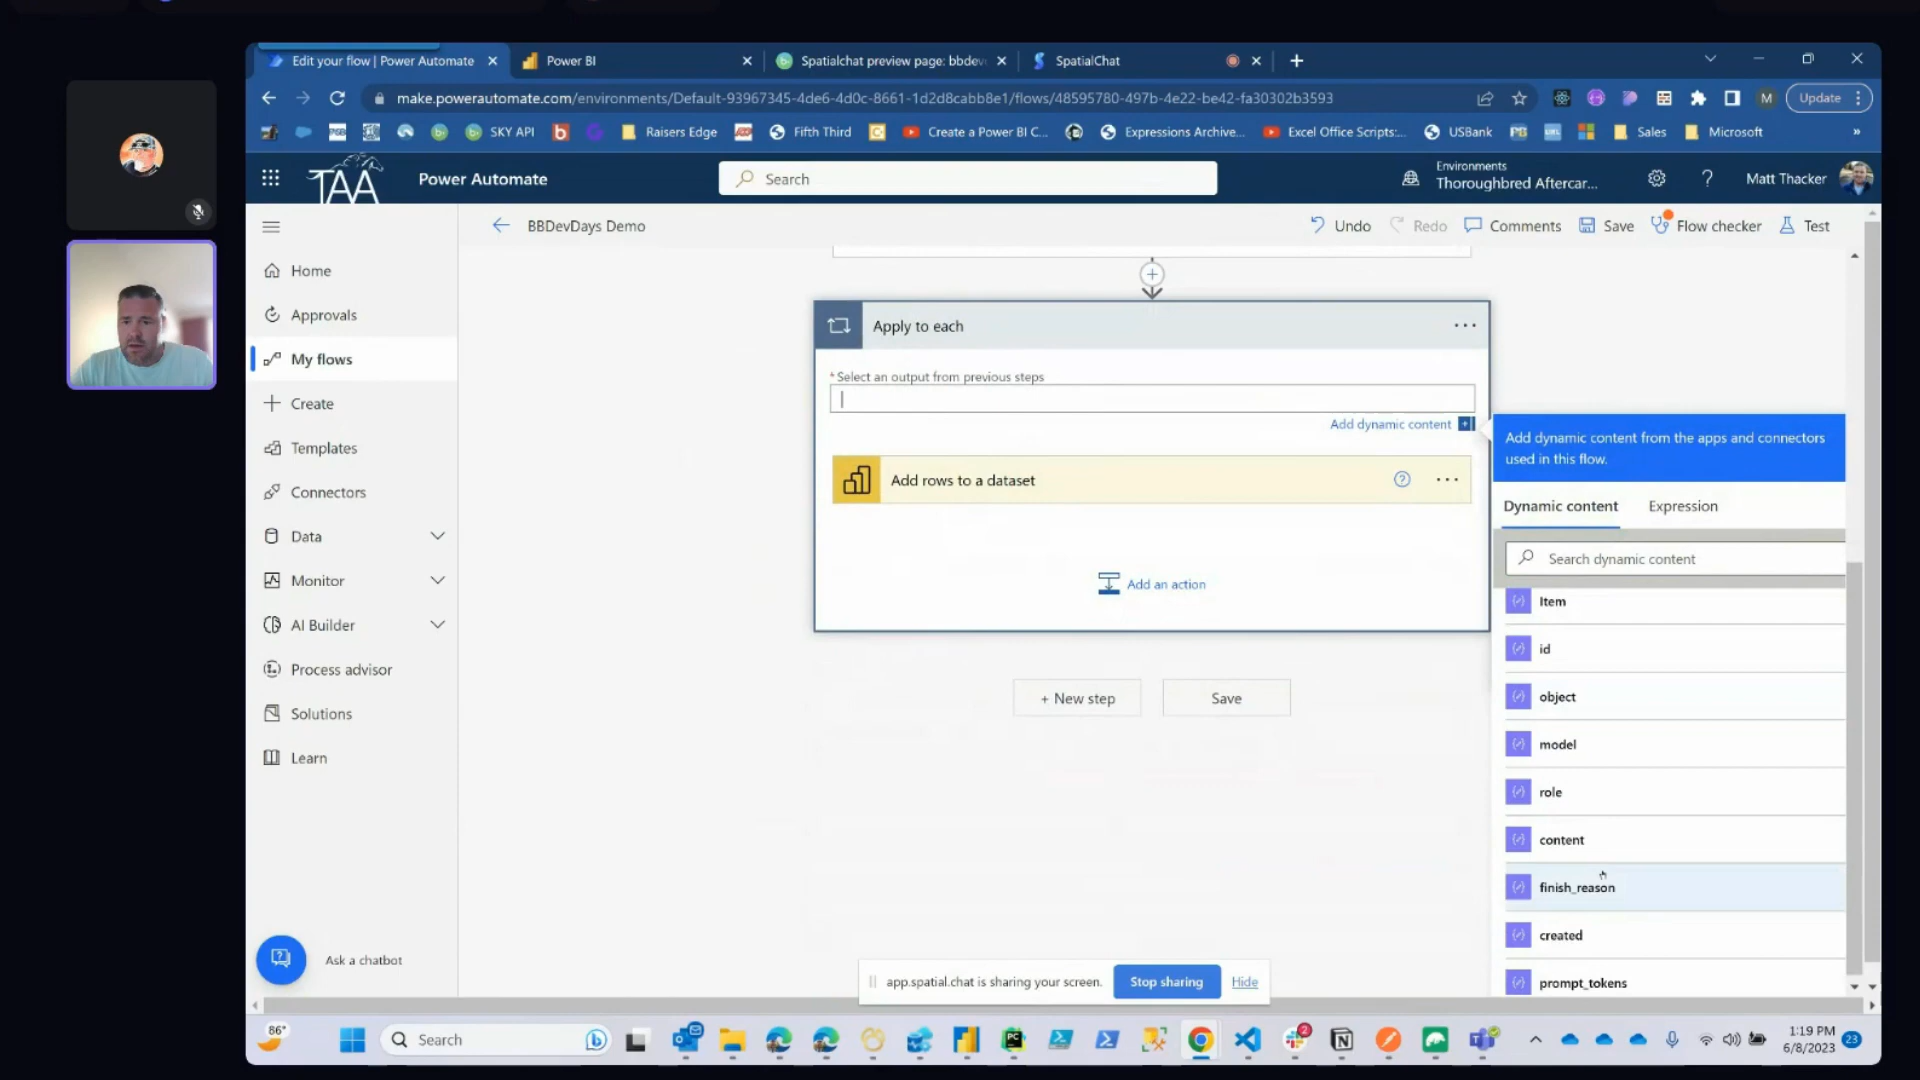 Edit your flow | Power Automate
Power BI
Spatialchat preview page: bbdev
SpatialChat
make.powerautomate.com/environments/Default-93967345-4de6-4d0c-8661-1d2d8cabb8e1/flows/48595780-497b-4e22-be42-fa30302b3593
M
Update
SKY API
Raisers Edge
Fifth Third
Create a Power BI C...
Expressions Archive...
Excel Office Scripts:...
USBank
Sales
Microsoft
»
TAA
Power Automate
Search
Environments
Thoroughbred Aftercar...
?
Matt Thacker
BBDevDays Demo
Undo
Redo
Comments
Save
Flow checker
Test
Home
Approvals
My flows
Create
Templates
Connectors
Data
Monitor
AI Builder
Process advisor
Solutions
Learn
Ask a chatbot
Apply to each
...
* Select an output from previous steps
Add dynamic content
Add rows to a dataset
...
Add an action
+ New step
Save
Add dynamic content from the apps and connectors
used in this flow.
Dynamic content
Expression
Search dynamic content
Item
id
object
model
role
content
finish_reason
created
prompt_tokens
app.spatial.chat is sharing your screen.
Stop sharing
Hide
86°
Search
2
1:19 PM
6/8/2023
23